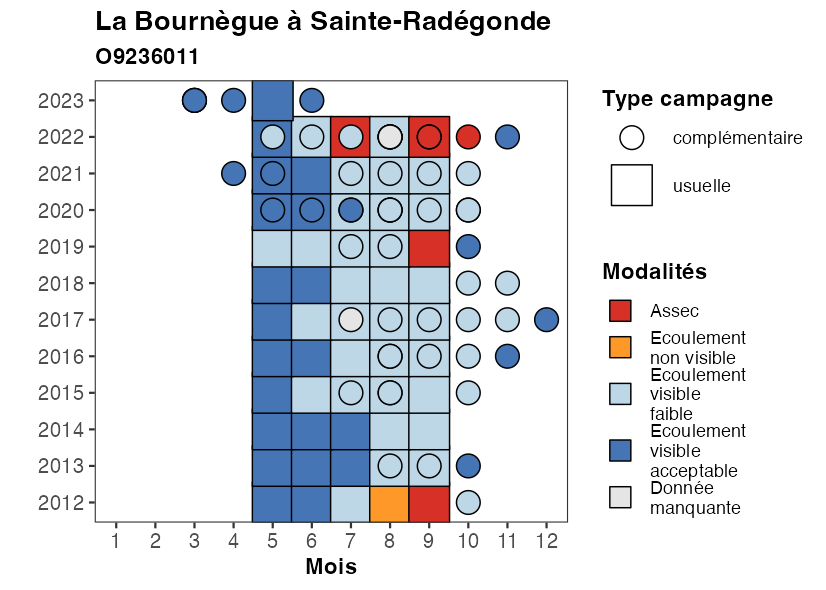 La Bournègue à Sainte-Radégonde
O9236011
2023
2022
2021
2020
2019
2018
2017
2016
2015
2014
2013
2012
1 2 3 4 5 6 7 8 9 10 11 12
Mois
Type campagne
complémentaire
usuelle
Modalités
Assec
Ecoulement
non visible
Ecoulement
visible
faible
Ecoulement
visible
acceptable
Donnée
manquante